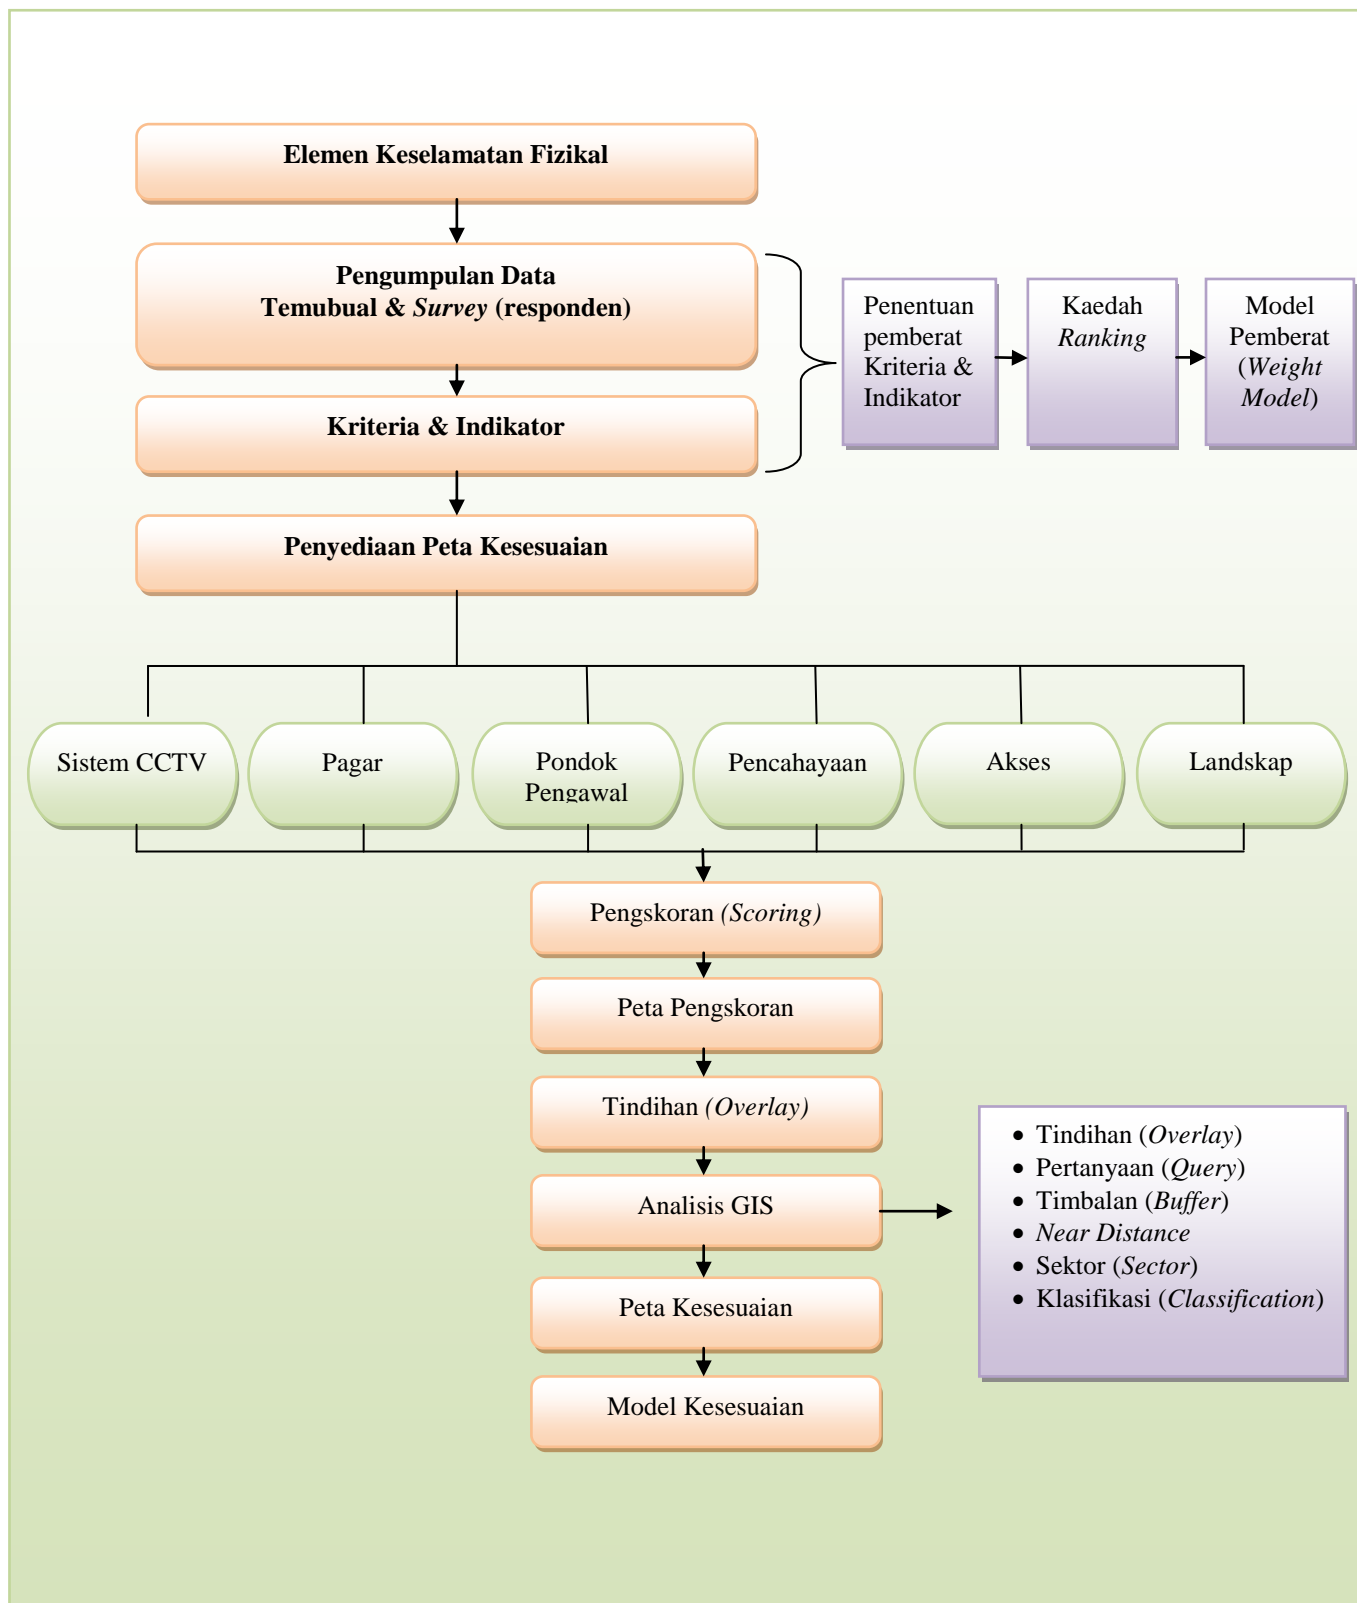 Elemen Keselamatan Fizikal
Pengumpulan Data
Temubual & Survey (responden)
Kriteria & Indikator
Penyediaan Peta Kesesuaian
Penentuan
pemberat
Kriteria &
Indikator
Kaedah
Ranking
Model
Pemberat
(Weight
Model)
Sistem CCTV
Pagar
Pondok
Pengawal
Pencahayaan
Akses
Landskap
Pengskoran (Scoring)
Peta Pengskoran
Tindihan (Overlay)
Analisis GIS
Peta Kesesuaian
Model Kesesuaian
• Tindihan (Overlay)
• Pertanyaan (Query)
• Timbalan (Buffer)
• Near Distance
• Sektor (Sector)
• Klasifikasi (Classification)